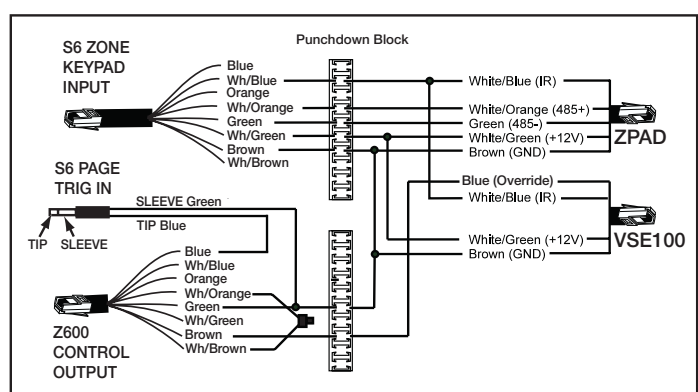 S6 ZONE
KEYPAD
INPUT
Blue
Wh/Blue
Orange
Wh/Orange
Green
Wh/Green
Brown
Wh/Brown
Punchdown Block
White/Blue (IR)
White/Orange (485+)
Green (485-)
White/Green (+12V)
Brown (GND)
ZPAD
S6 PAGE
TRIG IN
SLEEVE Green
TIP Blue
TIP
SLEEVE
Blue (Override)
White/Blue (IR)
White/Green (+12V)
Brown (GND)
VSE100
Blue
Wh/Blue
Orange
Wh/Orange
Green
Wh/Green
Brown
Wh/Brown
Z600
CONTROL
OUTPUT